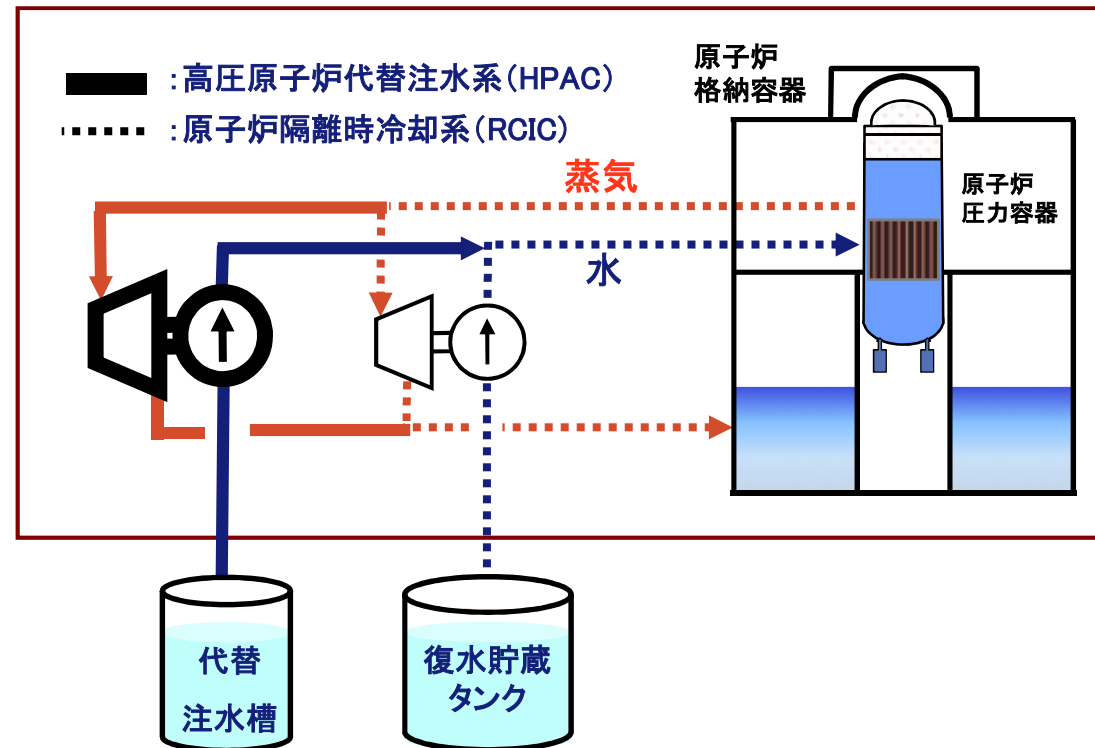 ：高圧原子炉代替注水系（HPAC）
：原子炉隔離時冷却系（RCIC）
原子炉
格納容器
蒸気
原子炉
圧力容器
水
代替
注水槽
復水貯蔵
タンク